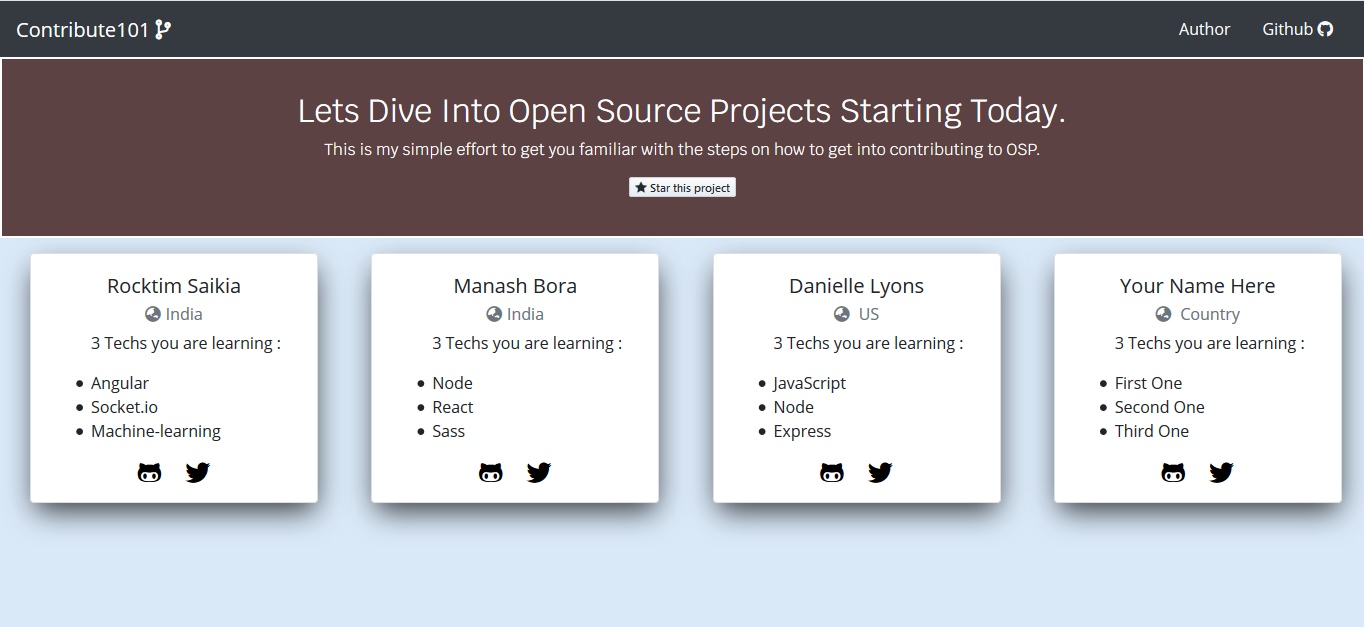 Contribute101
Author
Github
Lets Dive Into Open Source Projects Starting Today.
This is my simple effort to get you familiar with the steps on how to get into contributing to OSP.
Star this project
Rocktim Saikia
India
3 Techs you are learning :
Angular
Socket.io
Machine-learning
Manash Bora
India
3 Techs you are learning :
Node
React
Sass
Danielle Lyons
US
3 Techs you are learning :
JavaScript
Node
Express
Your Name Here
Country
3 Techs you are learning :
First One
Second One
Third One